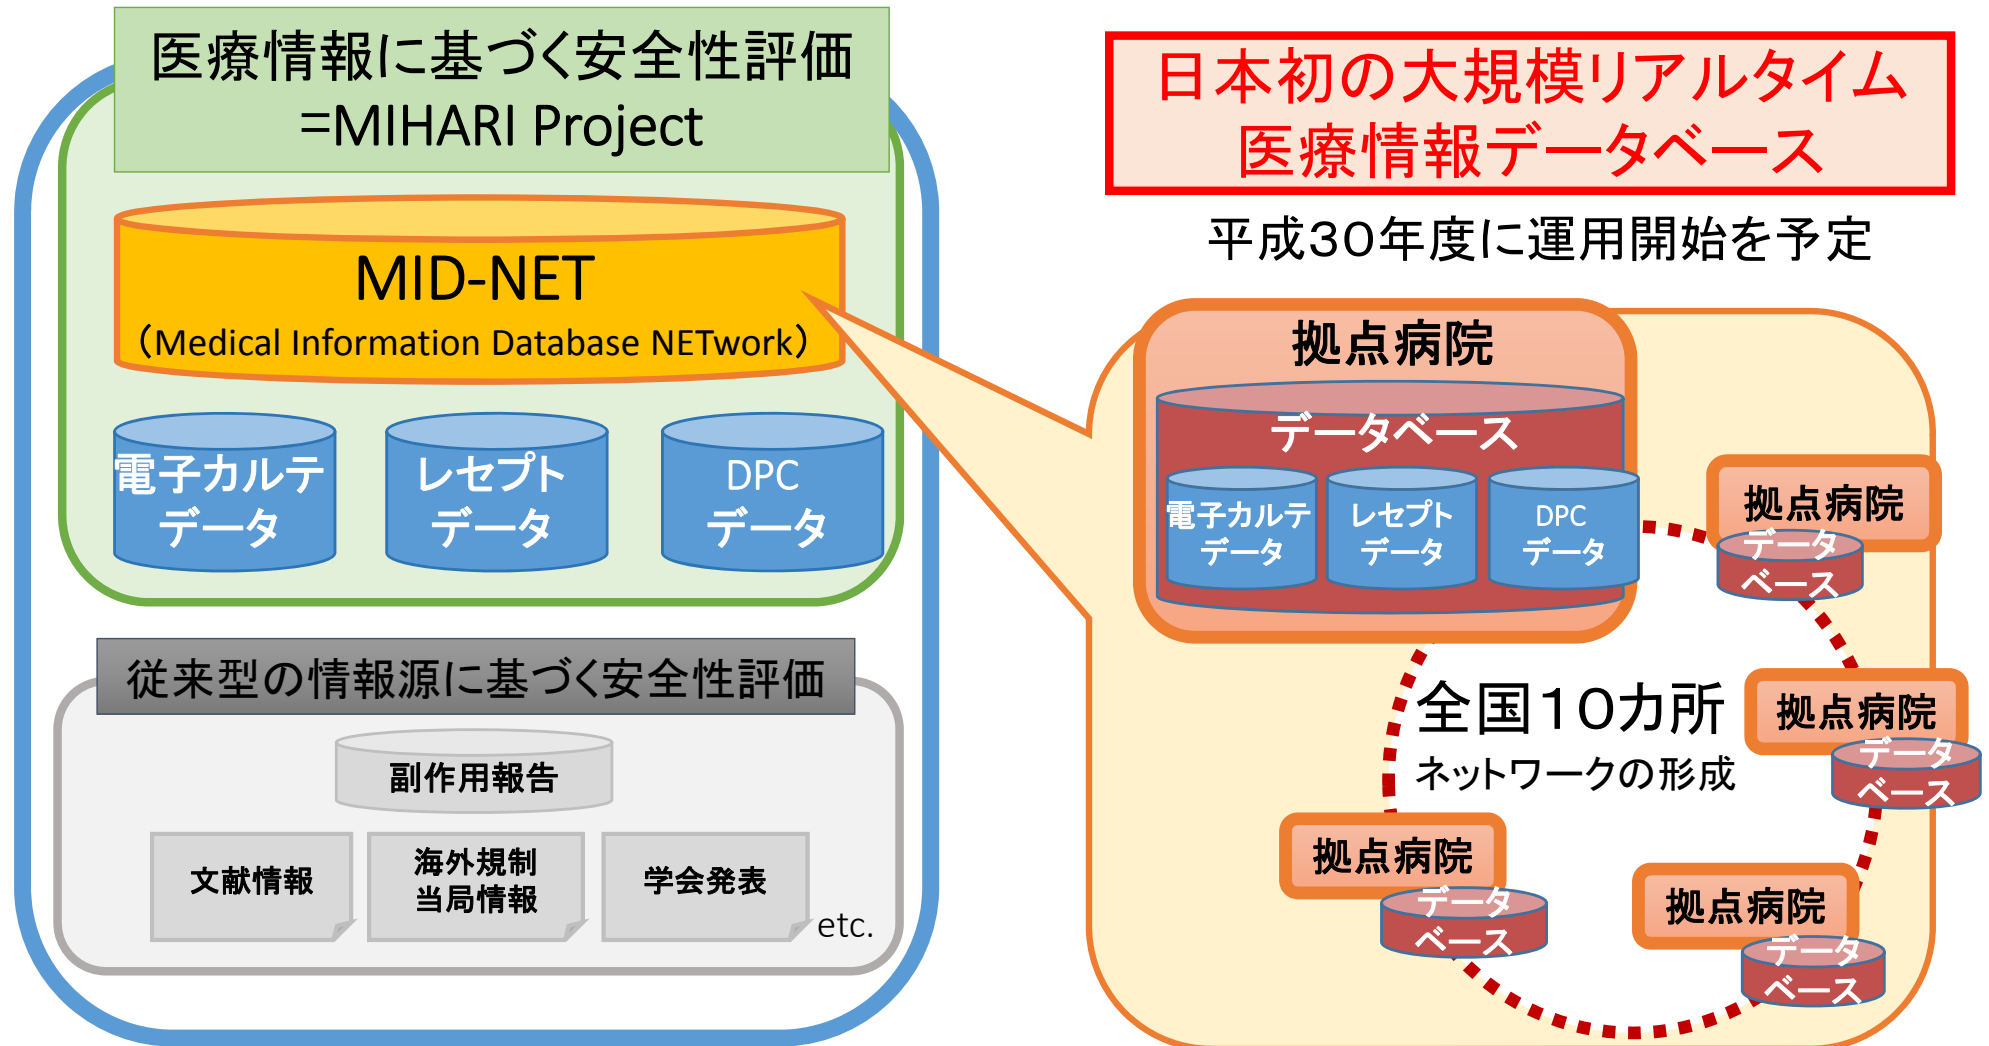 医療情報に基づく安全性評価
=MIHARI Project
MID-NET
（Medical Information Database NETwork）
電子カルテ
データ
レセプト
データ
DPC
データ
従来型の情報源に基づく安全性評価
副作用報告
文献情報
海外規制
当局情報
学会発表
etc.
日本初の大規模リアルタイム
医療情報データベース
平成３０年度に運用開始を予定
拠点病院
データベース
電子カルテ
データ
レセプト
データ
DPC
データ
拠点病院
データ
ベース
全国１０カ所
ネットワークの形成
拠点病院
データ
ベース
拠点病院
データ
ベース
拠点病院
データ
ベース